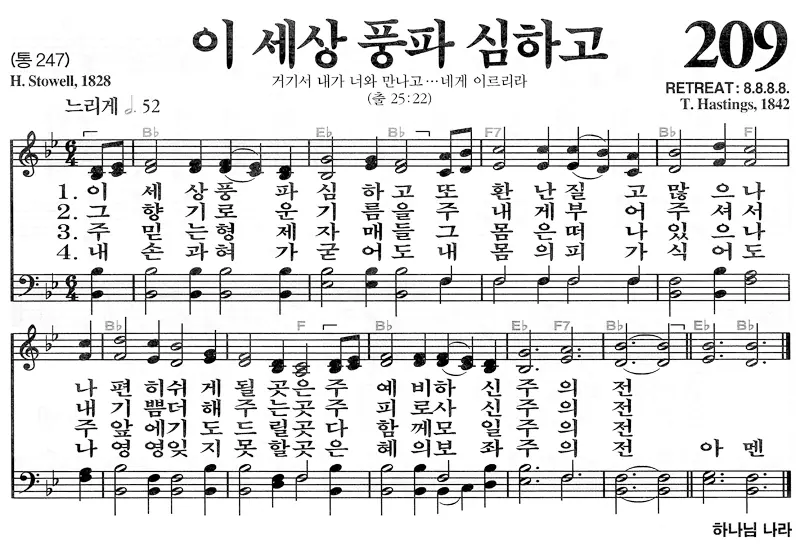 이 세상 풍파 심하고
209
(통 247)
H. Stowell, 1828
거기서 내가 너와 만나고…네게 이르리라
(출 25:22)
RETREAT : 8.8.8.8.
T. Hastings, 1842
느리게 𝅗𝅥. 52
B♭ E♭ B♭ F7 B♭ F
6/4
1. 이 세 상풍 파 심 하고 또 환 난질 고 많 으나
2. 그 향 기로 운 기 름을 주 내 게부 어 주 셔서
3. 주 믿 는형 제 자 매들 그 몸 은떠 나 있 으나
4. 내 손 과혀 가 굳 어도 내 몸 의피 가 식 어도
6/4
B♭ F B♭ E♭ F7 B♭ E♭ B♭
나 편 히쉬 게 될 곳은 주 예 비하 신 주 의 전
내 기 쁨더 해 주 는곳 주 피 로사 신 주 의 전
주 앞 에기 도 드 릴곳 다 함 께모 일 주 의 전
나 영 영잊 지 못 할곳 은 혜 의보 좌 주 의 전 아 멘
하나님 나라